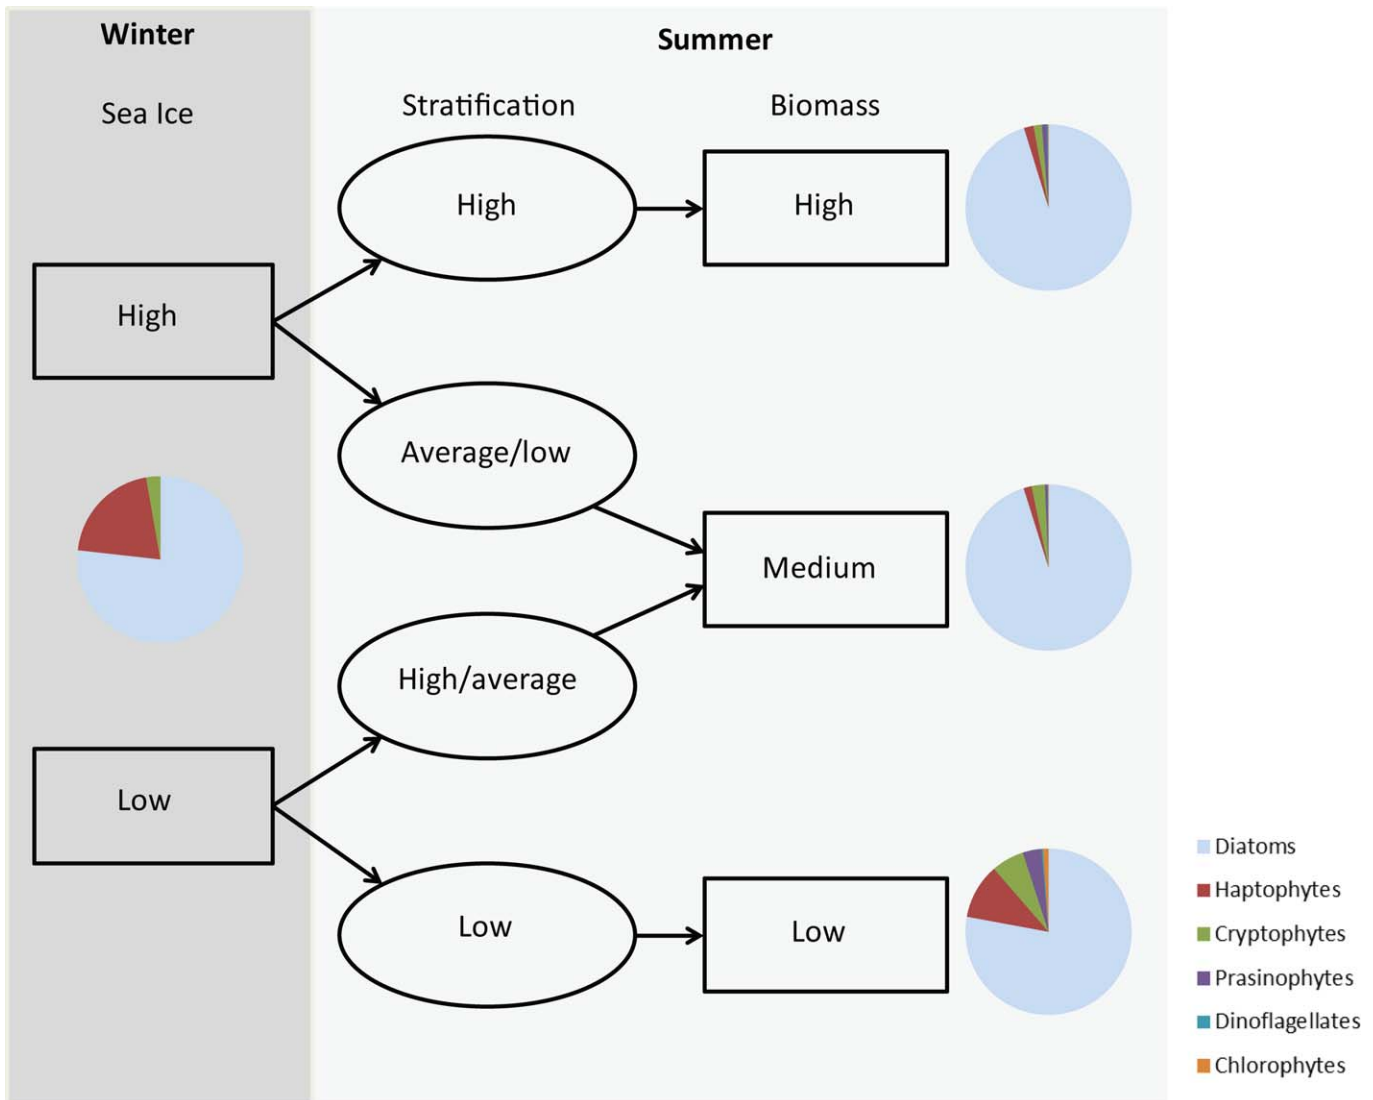 Winter
Summer
Sea Ice
Stratification
Biomass
High
High
High
Average/low
Medium
High/average
Low
Low
Low
Diatoms
Haptophytes
Cryptophytes
Prasinophytes
Dinoflagellates
Chlorophytes